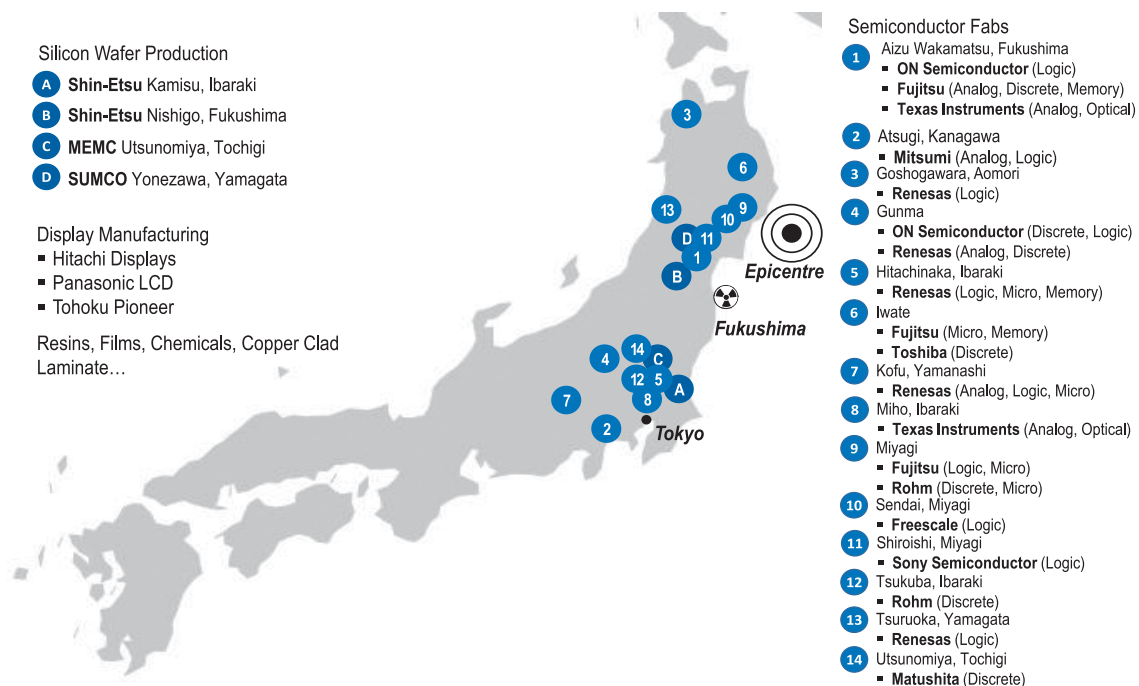 Silicon Wafer Production
A Shin-Etsu Kamisu, Ibaraki
B Shin-Etsu Nishigo, Fukushima
C MEMC Utsunomiya, Tochigi
D SUMCO Yonezawa, Yamagata
Display Manufacturing
▪ Hitachi Displays
▪ Panasonic LCD
▪ Tohoku Pioneer
Resins, Films, Chemicals, Copper Clad
Laminate…
3
6
13
9
10
D
11
1
B
Epicentre
Fukushima
14
4
C
12
5
A
7
8
2
Tokyo
Semiconductor Fabs
1 Aizu Wakamatsu, Fukushima
▪ ON Semiconductor (Logic)
▪ Fujitsu (Analog, Discrete, Memory)
▪ Texas Instruments (Analog, Optical)
2 Atsugi, Kanagawa
▪ Mitsumi (Analog, Logic)
3 Goshogawara, Aomori
▪ Renesas (Logic)
4 Gunma
▪ ON Semiconductor (Discrete, Logic)
▪ Renesas (Analog, Discrete)
5 Hitachinaka, Ibaraki
▪ Renesas (Logic, Micro, Memory)
6 Iwate
▪ Fujitsu (Micro, Memory)
▪ Toshiba (Discrete)
7 Kofu, Yamanashi
▪ Renesas (Analog, Logic, Micro)
8 Miho, Ibaraki
▪ Texas Instruments (Analog, Optical)
9 Miyagi
▪ Fujitsu (Logic, Micro)
▪ Rohm (Discrete, Micro)
10 Sendai, Miyagi
▪ Freescale (Logic)
11 Shiroishi, Miyagi
▪ Sony Semiconductor (Logic)
12 Tsukuba, Ibaraki
▪ Rohm (Discrete)
13 Tsuruoka, Yamagata
▪ Renesas (Logic)
14 Utsunomiya, Tochigi
▪ Matushita (Discrete)